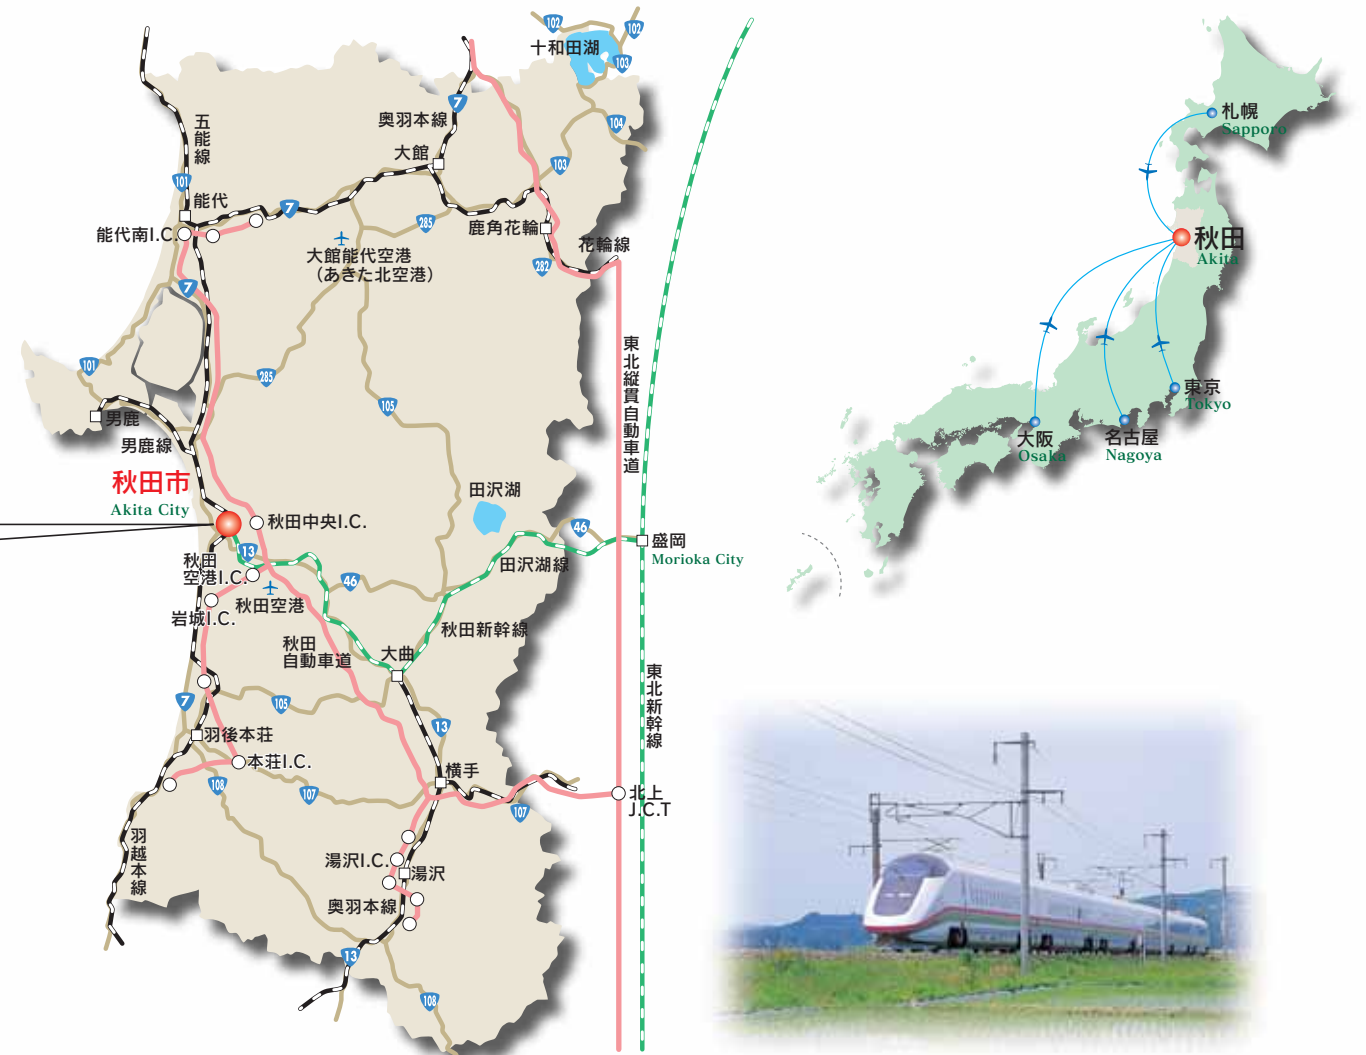 102
102
十和田湖
103
7
奥羽本線
104
五能線
大館
103
101
能代
7
285
鹿角花輪
能代南I.C.
花輪線
大館能代空港
(あきた北空港)
282
7
東北縦貫自動車道
101
285
105
男鹿
男鹿線
秋田市
Akita City
田沢湖
秋田中央I.C.
46
盛岡
Morioka City
13
秋田
空港I.C.
田沢湖線
46
秋田空港
岩城I.C.
秋田新幹線
秋田
自動車道
大曲
東北新幹線
7
105
13
羽後本荘
本荘I.C.
横手
108
107
107
北上
J.C.T
羽越本線
湯沢I.C.
湯沢
奥羽本線
13
108
札幌
Sapporo
秋田
Akita
東京
Tokyo
大阪
Osaka
名古屋
Nagoya